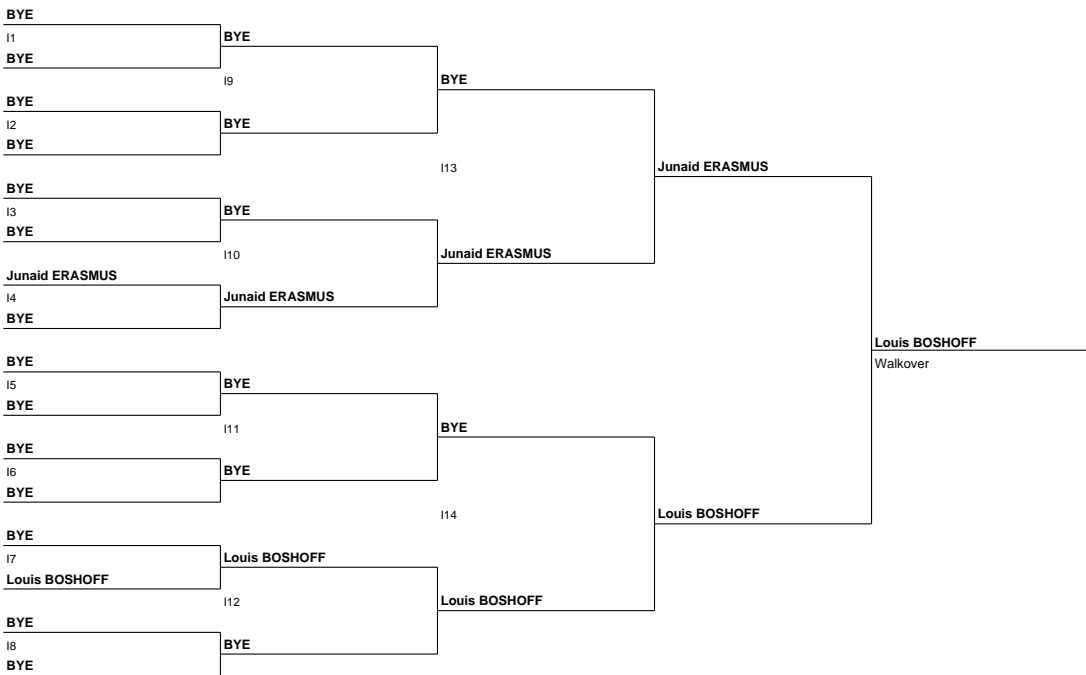 BYE
I1
BYE
BYE
I9
BYE
I2
BYE
BYE
BYE
I13
BYE
I3
BYE
BYE
I10
Junaid ERASMUS
I4
BYE
Junaid ERASMUS
Junaid ERASMUS
Junaid ERASMUS
BYE
I5
BYE
BYE
I11
BYE
I6
BYE
BYE
BYE
I14
BYE
I7
Louis BOSHOFF
Louis BOSHOFF
I12
BYE
I8
BYE
BYE
Louis BOSHOFF
Louis BOSHOFF
Louis BOSHOFF
Walkover